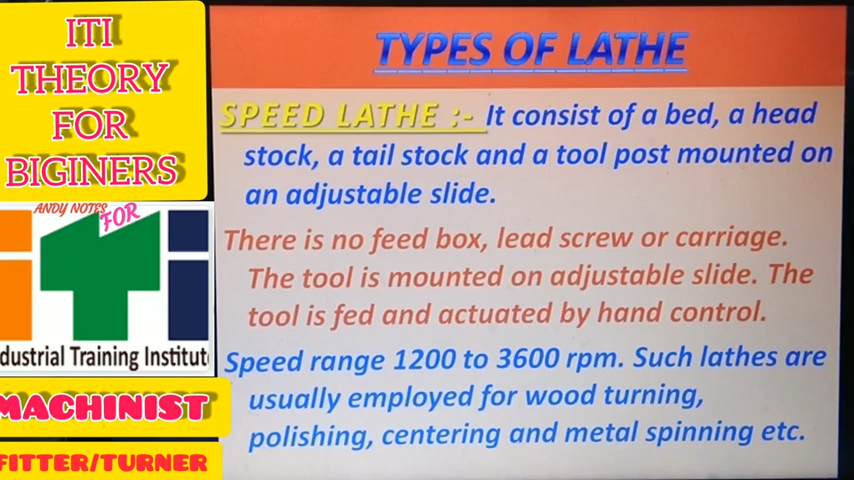 ITI
THEORY
FOR
BIGINERS
ANDY NOTES FOR
iTi
ndustrial Training Institute
MACHINIST
FITTER/TURNER
TYPES OF LATHE
SPEED LATHE :- It consist of a bed, a head
stock, a tail stock and a tool post mounted on
an adjustable slide.
There is no feed box, lead screw or carriage.
The tool is mounted on adjustable slide. The
tool is fed and actuated by hand control.
Speed range 1200 to 3600 rpm. Such lathes are
usually employed for wood turning,
polishing, centering and metal spinning etc.